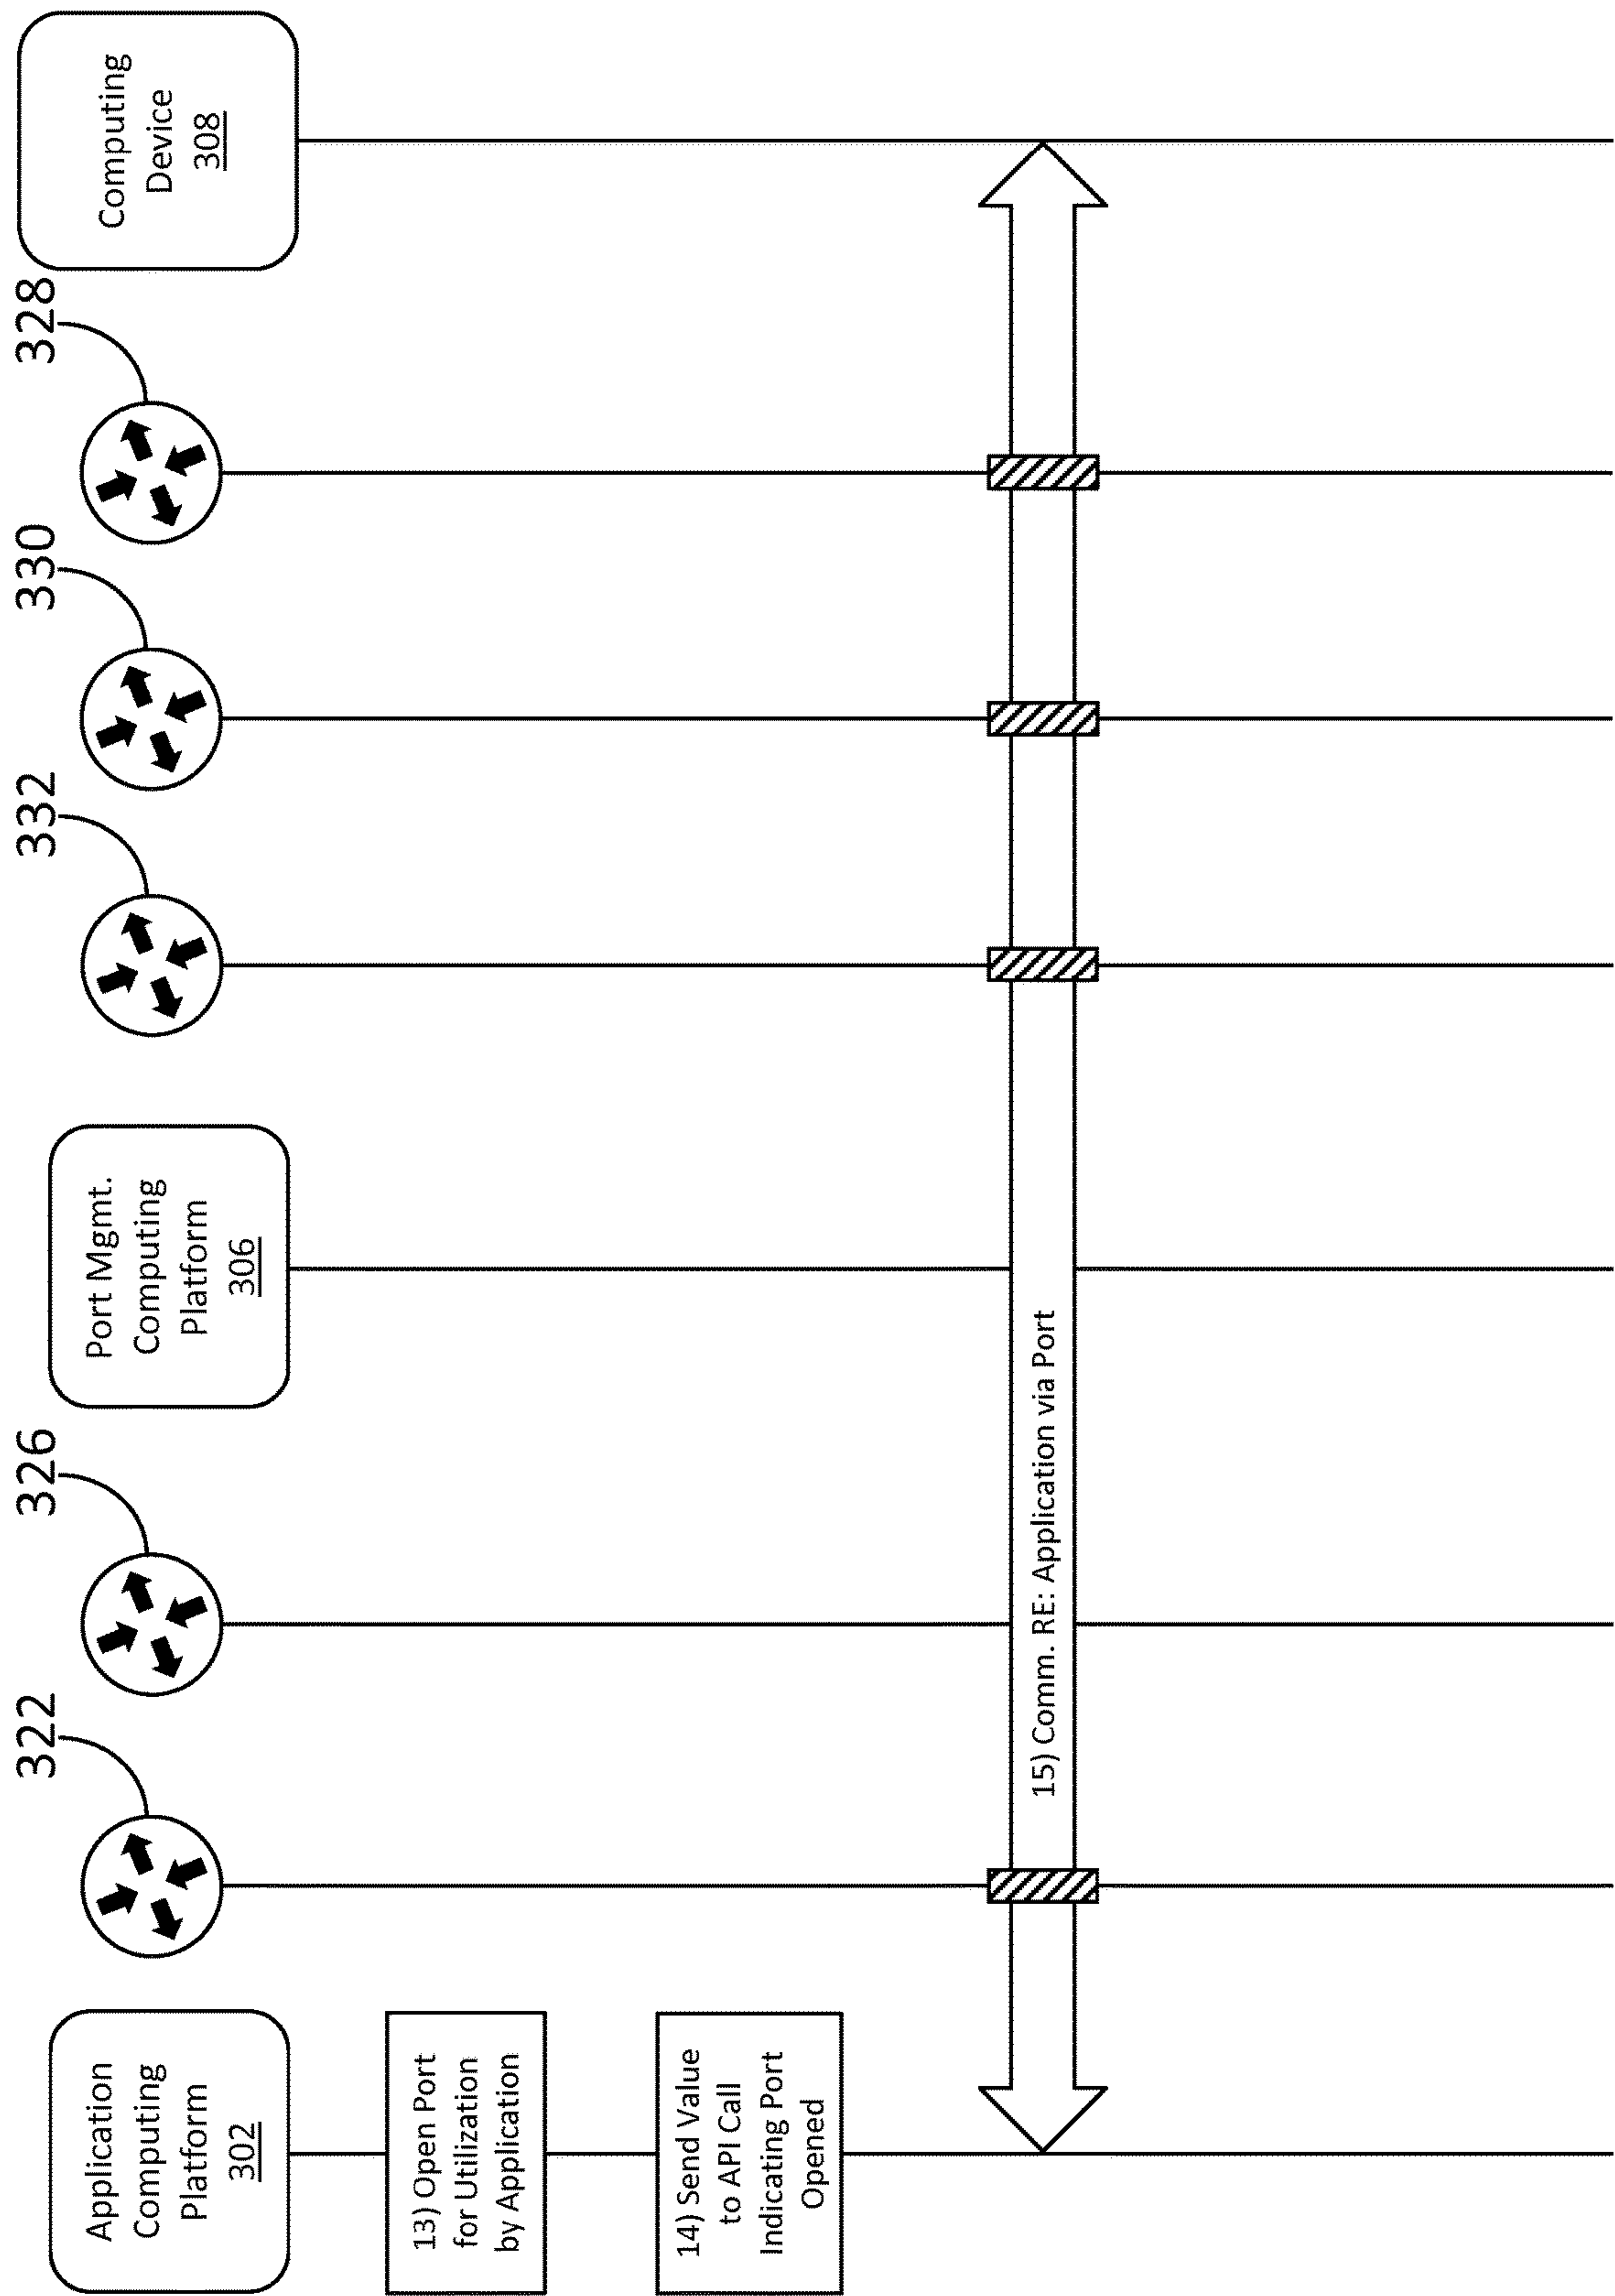 Application
Computing
Platform
302
322
326
Port Mgmt.
Computing
Platform
306
332
330
328
Computing
Device
308
13) Open Port
for Utilization
by Application
14) Send Value
to API Call
Indicating Port
Opened
15) Comm. RE: Application via Port